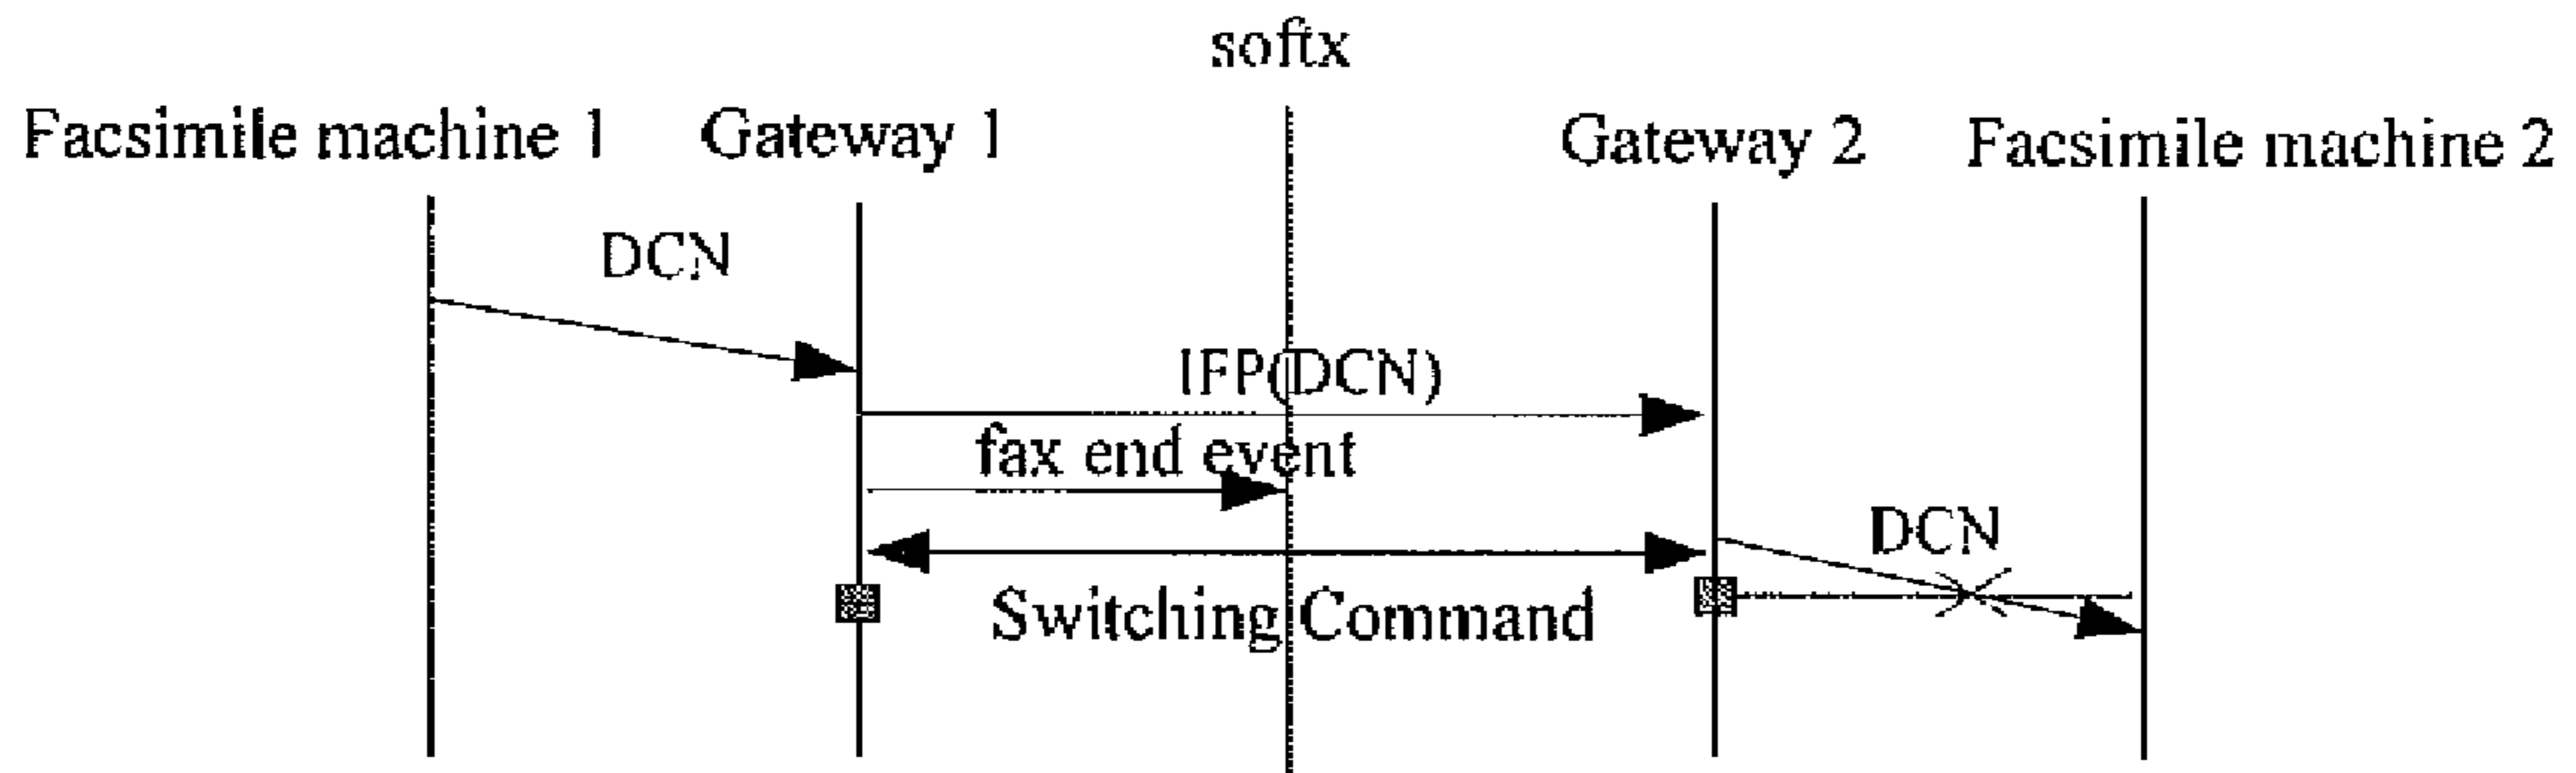 softx
Facsimile machine 1
Gateway 1
Gateway 2
Facsimile machine 2
DCN
IFP(DCN)
fax end event
DCN
Switching Command